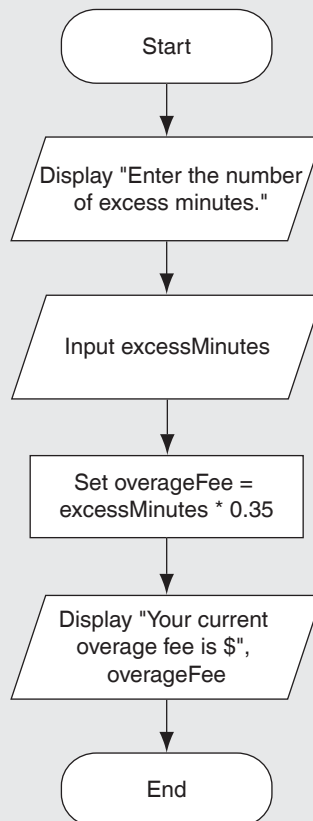 Start
Display "Enter the number
of excess minutes."
Input excessMinutes
Set overageFee =
excessMinutes * 0.35
Display "Your current
overage fee is $",
overageFee
End